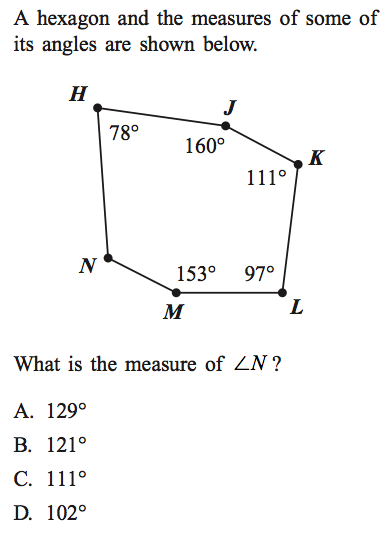 A hexagon and the measures of some of
its angles are shown below.
H
J
78°
160°
K
111°
N
153° 97°
M
L
What is the measure of ∠N?
A. 129°
B. 121°
C. 111°
D. 102°